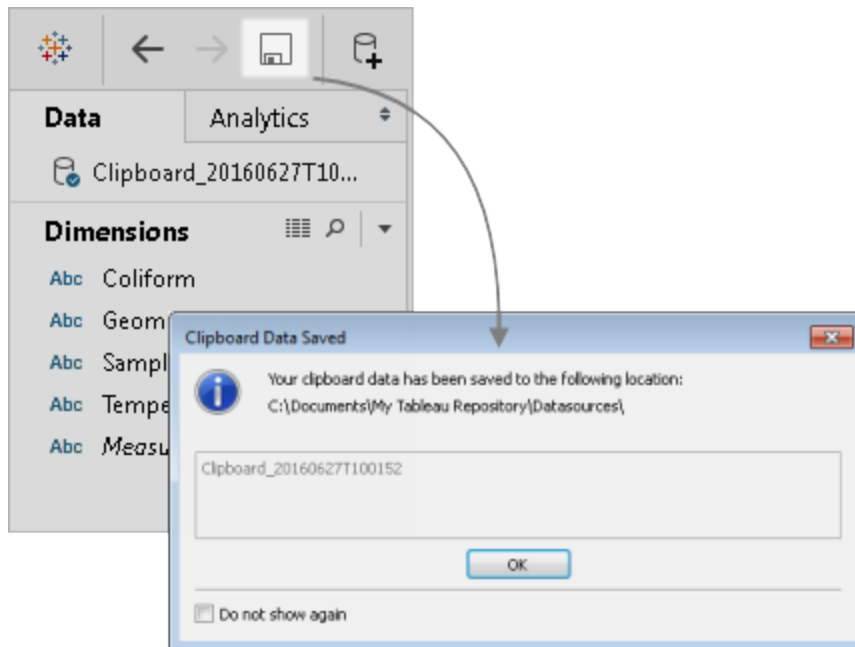 Data Analytics
Clipboard_20160627T10...
Dimensions
Abc Coliform
Abc Geom
Abc Sampl
Abc Tempe
Abc Measu
Clipboard Data Saved
Your clipboard data has been saved to the following location:
C:\Documents\My Tableau Repository\Datasources\
Clipboard_20160627T100152
OK
Do not show again